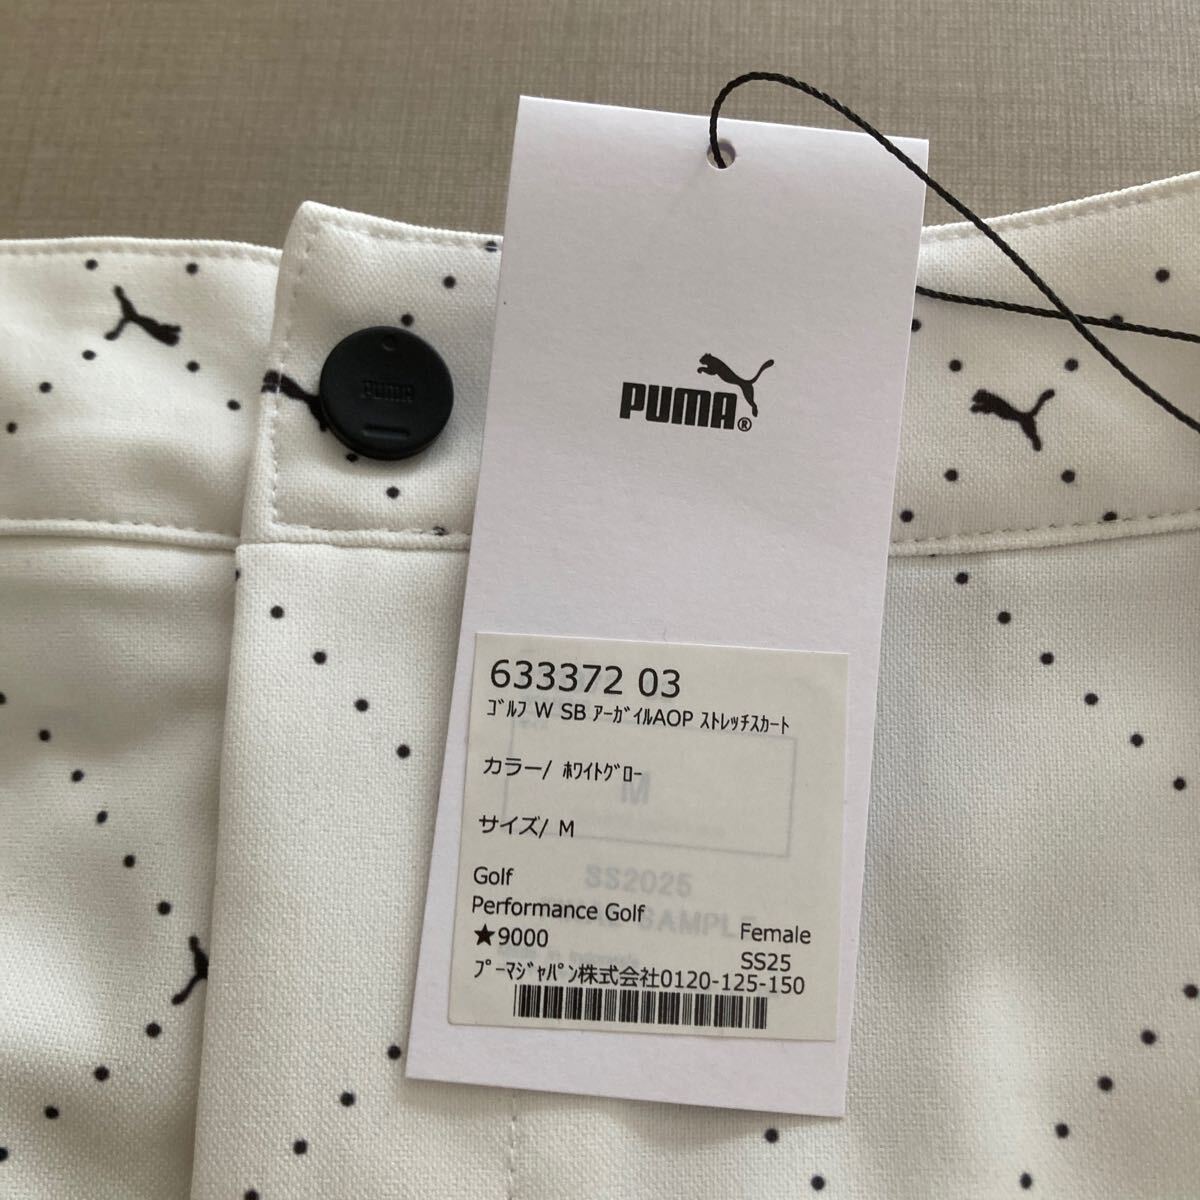 PUMA
PUMA®
633372 03
ｺﾞﾙﾌ W SB ｱｰｶﾞｲﾙAOP ｽﾄﾚｯﾁｽｶｰﾄ
カラー/ ﾎﾜｲﾄｸﾞﾛｰ
M
サイズ/ M
SS2025
Golf
Performance Golf
SAMPLE
★9000
Female
SS25
ﾌﾟｰﾏｼﾞｬﾊﾟﾝ株式会社0120-125-150